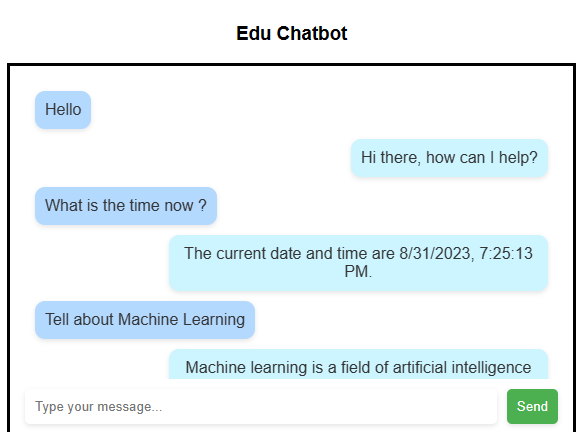 Edu Chatbot
Hello
Hi there, how can I help?
What is the time now ?
The current date and time are 8/31/2023, 7:25:13
PM.
Tell about Machine Learning
Machine learning is a field of artificial intelligence
Type your message...
Send